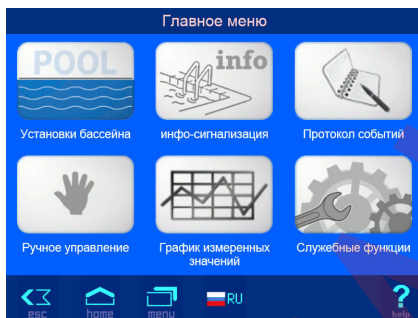 Главное меню
POOL
info
Установки бассейна
инфо-сигнализация
Протокол событий
Ручное управление
График измеренных
значений
Служебные функции
esc
home
menu
RU
?
help